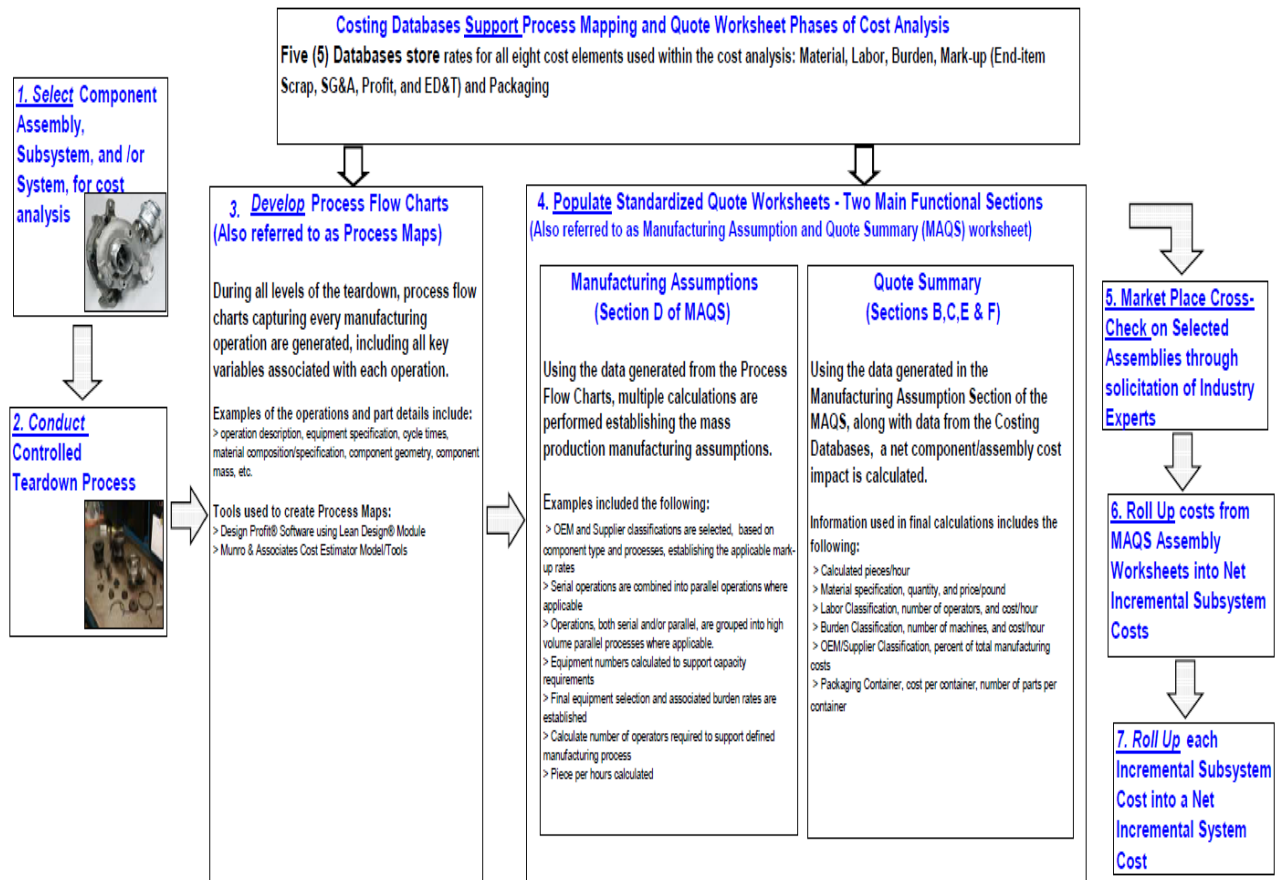 Costing Databases Support Process Mapping and Quote Worksheet Phases of Cost Analysis
Five (5) Databases store rates for all eight cost elements used within the cost analysis: Material, Labor, Burden, Mark-up (End-item
Scrap, SG&A, Profit, and ED&T) and Packaging
1. Select Component
Assembly,
Subsystem, and /or
System, for cost
analysis
2. Conduct
Controlled
Teardown Process
3. Develop Process Flow Charts
(Also referred to as Process Maps)
During all levels of the teardown, process flow
charts capturing every manufacturing
operation are generated, including all key
variables associated with each operation.
Examples of the operations and part details include:
> operation description, equipment specification, cycle times,
material composition/specification, component geometry, component
mass, etc.
Tools used to create Process Maps:
> Design Profit® Software using Lean Design® Module
> Munro & Associates Cost Estimator Model/Tools
4. Populate Standardized Quote Worksheets - Two Main Functional Sections
(Also referred to as Manufacturing Assumption and Quote Summary (MAQS) worksheet)
Manufacturing Assumptions
(Section D of MAQS)
Using the data generated from the Process
Flow Charts, multiple calculations are
performed establishing the mass
production manufacturing assumptions.
Examples included the following:
> OEM and Supplier classifications are selected, based on
component type and processes, establishing the applicable mark-
up rates
> Serial operations are combined into parallel operations where
applicable
> Operations, both serial and/or parallel, are grouped into high
volume parallel processes where applicable.
> Equipment numbers calculated to support capacity
requirements
> Final equipment selection and associated burden rates are
established
> Calculate number of operators required to support defined
manufacturing process
> Piece per hours calculated
Quote Summary
(Sections B,C,E & F)
Using the data generated in the
Manufacturing Assumption Section of the
MAQS, along with data from the Costing
Databases, a net component/assembly cost
impact is calculated.
Information used in final calculations includes the
following:
> Calculated pieces/hour
> Material specification, quantity, and price/pound
> Labor Classification, number of operators, and cost/hour
> Burden Classification, number of machines, and cost/hour
> OEM/Supplier Classification, percent of total manufacturing
costs
> Packaging Container, cost per container, number of parts per
container
5. Market Place Cross-
Check on Selected
Assemblies through
solicitation of Industry
Experts
6. Roll Up costs from
MAQS Assembly
Worksheets into Net
Incremental Subsystem
Costs
7. Roll Up each
Incremental Subsystem
Cost into a Net
Incremental System
Cost